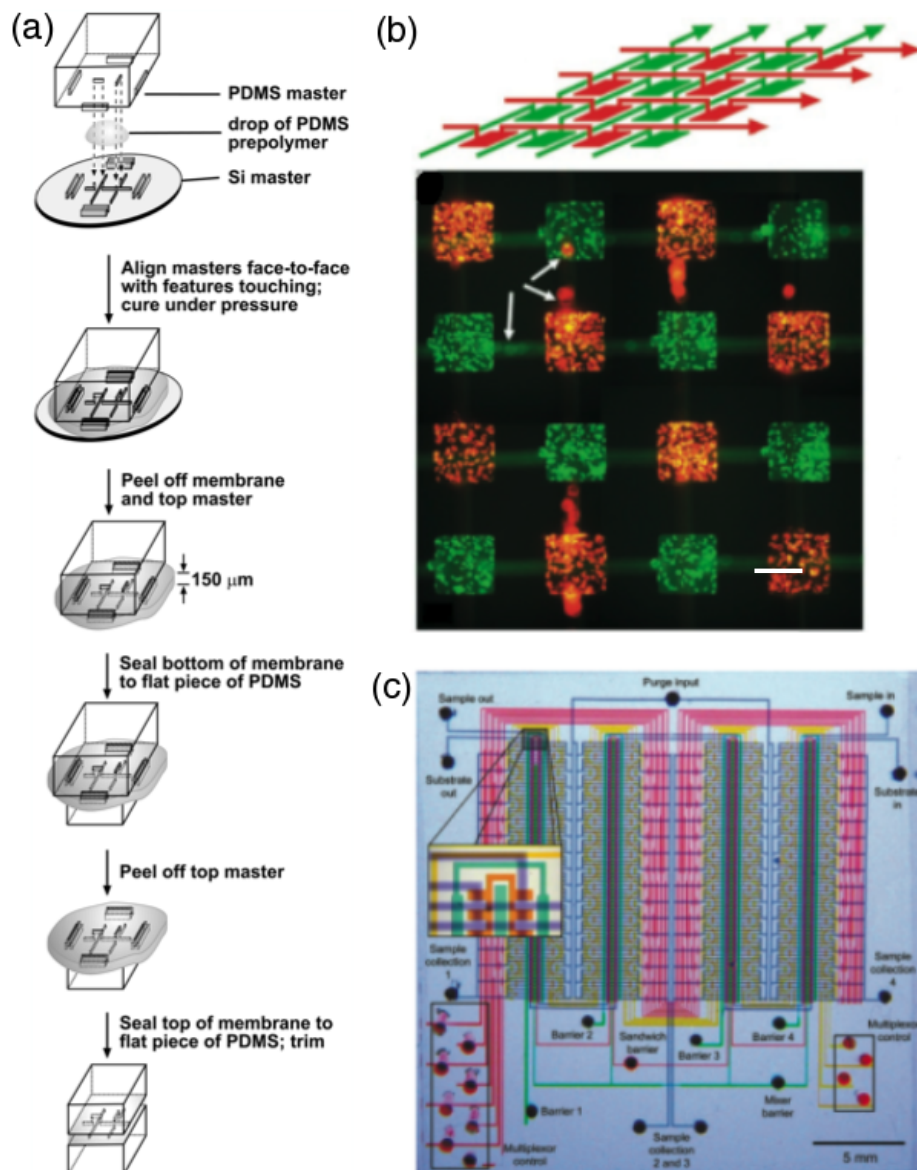 (a)
PDMS master
drop of PDMS
prepolymer
Si master
Align masters face-to-face
with features touching;
cure under pressure
Peel off membrane
and top master
150 μm
Seal bottom of membrane
to flat piece of PDMS
Peel off top master
Seal top of membrane to
flat piece of PDMS; trim
(b)
(c)
Purge input
Sample out
Sample in
Substrate
out
Substrate
in
Sample
collection
1
Sample
collection
4
Barrier 2
Sandwich
barrier
Barrier 3
Barrier 4
Multiplexor
control
Barrier 1
Mixer
barrier
Multiplexor
control
Sample collection
2 and 3
5 mm